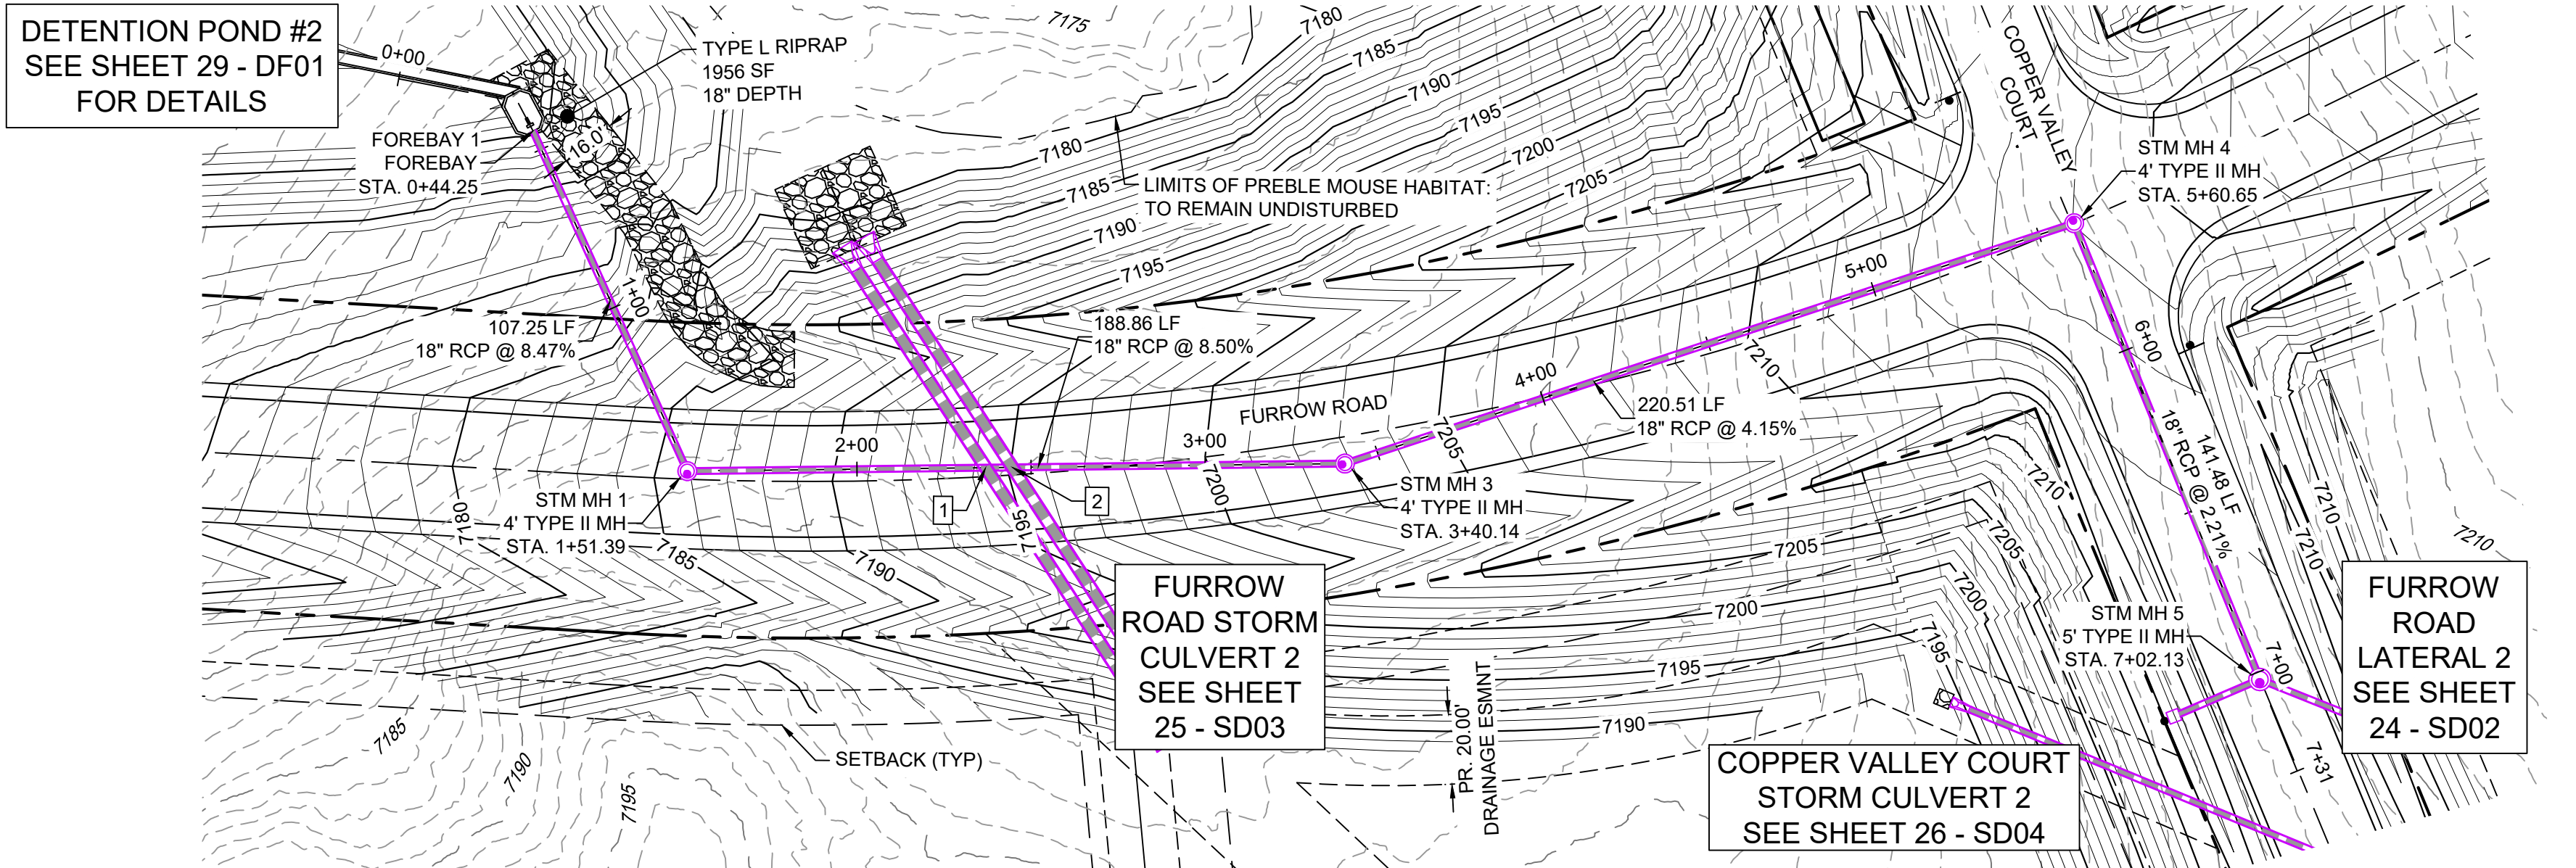 DETENTION POND #2
SEE SHEET 29 - DF01
FOR DETAILS
0+00
TYPE L RIPRAP
1956 SF
18" DEPTH
7175
7180
7185
7190
7195
7200
7205
FOREBAY 1
FOREBAY
STA. 0+44.25
16.0'
7180
7185
7190
7195
LIMITS OF PREBLE MOUSE HABITAT:
TO REMAIN UNDISTURBED
COPPER VALLEY
COURT
STM MH 4
4' TYPE II MH
STA. 5+60.65
1+00
107.25 LF
18" RCP @ 8.47%
188.86 LF
18" RCP @ 8.50%
5+00
6+00
7210
4+00
FURROW ROAD
220.51 LF
18" RCP @ 4.15%
2+00
3+00
7205
7200
141.48 LF
18" RCP @ 2.21%
STM MH 1
4' TYPE II MH
STA. 1+51.39
1
2
STM MH 3
4' TYPE II MH
STA. 3+40.14
7180
7185
7190
7195
7210
7205
7205
7200
7200
7195
7195
7190
7210
7210
7210
FURROW
ROAD STORM
CULVERT 2
SEE SHEET
25 - SD03
STM MH 5
5' TYPE II MH
STA. 7+02.13
7+00
7+31
FURROW
ROAD
LATERAL 2
SEE SHEET
24 - SD02
7185
7190
7195
SETBACK (TYP)
PR. 20.00'
DRAINAGE ESMNT
COPPER VALLEY COURT
STORM CULVERT 2
SEE SHEET 26 - SD04